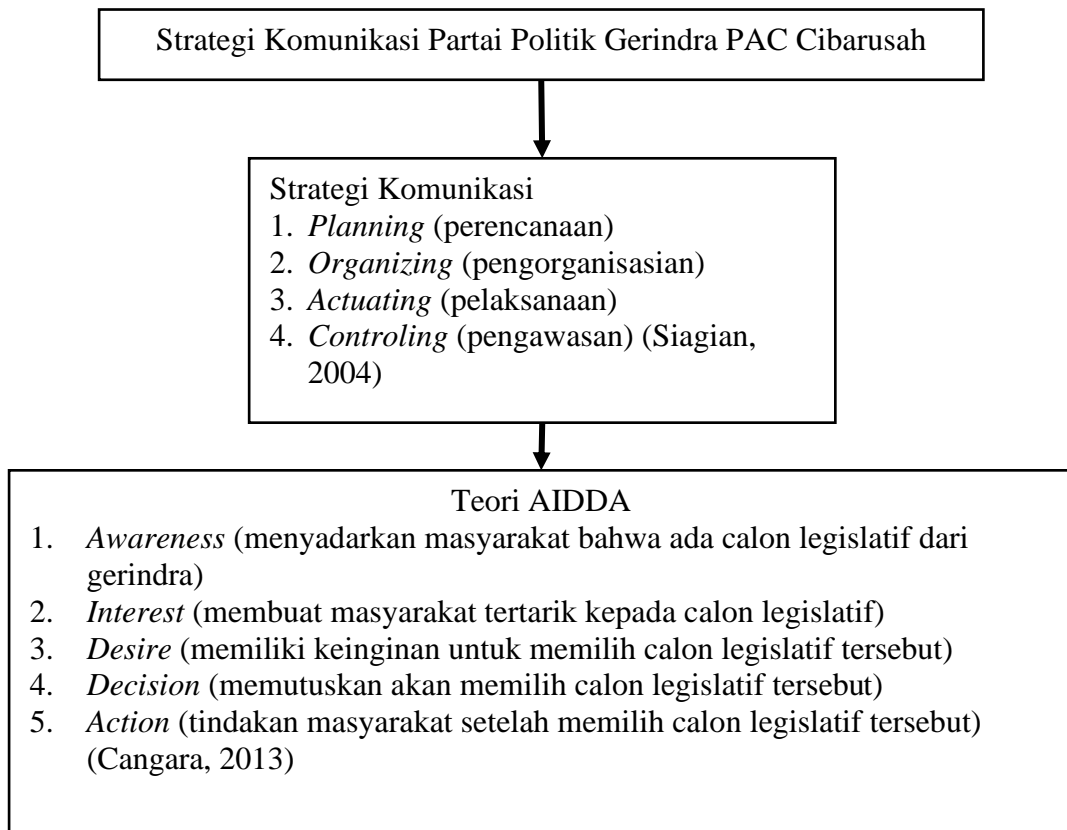 Strategi Komunikasi Partai Politik Gerindra PAC Cibarusah
Strategi Komunikasi
1. Planning (perencanaan)
2. Organizing (pengorganisasian)
3. Actuating (pelaksanaan)
4. Controling (pengawasan) (Siagian,
2004)
Teori AIDDA
1. Awareness (menyadarkan masyarakat bahwa ada calon legislatif dari
gerindra)
2. Interest (membuat masyarakat tertarik kepada calon legislatif)
3. Desire (memiliki keinginan untuk memilih calon legislatif tersebut)
4. Decision (memutuskan akan memilih calon legislatif tersebut)
5. Action (tindakan masyarakat setelah memilih calon legislatif tersebut)
(Cangara, 2013)